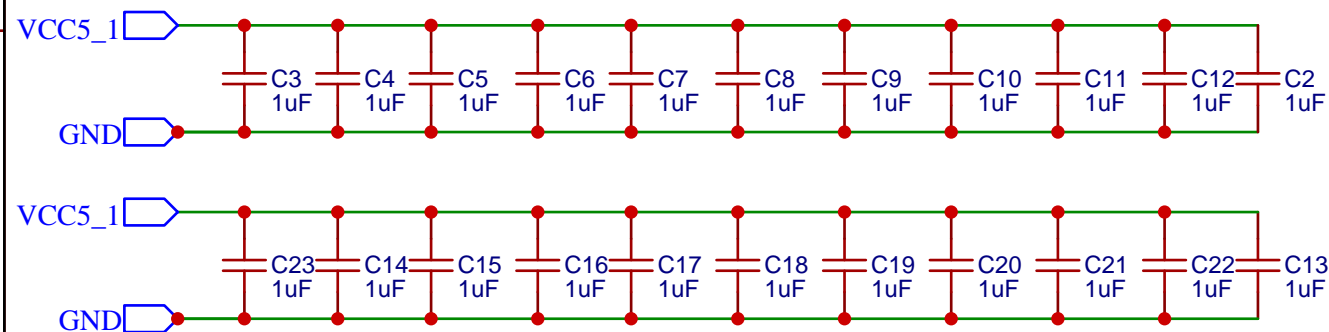 VCC5_1
C3 C4 C5 C6 C7 C8 C9 C10 C11 C12 C2
1uF 1uF 1uF 1uF 1uF 1uF 1uF 1uF 1uF 1uF 1uF
GND
VCC5_1
C23 C14 C15 C16 C17 C18 C19 C20 C21 C22 C13
1uF 1uF 1uF 1uF 1uF 1uF 1uF 1uF 1uF 1uF 1uF
GND